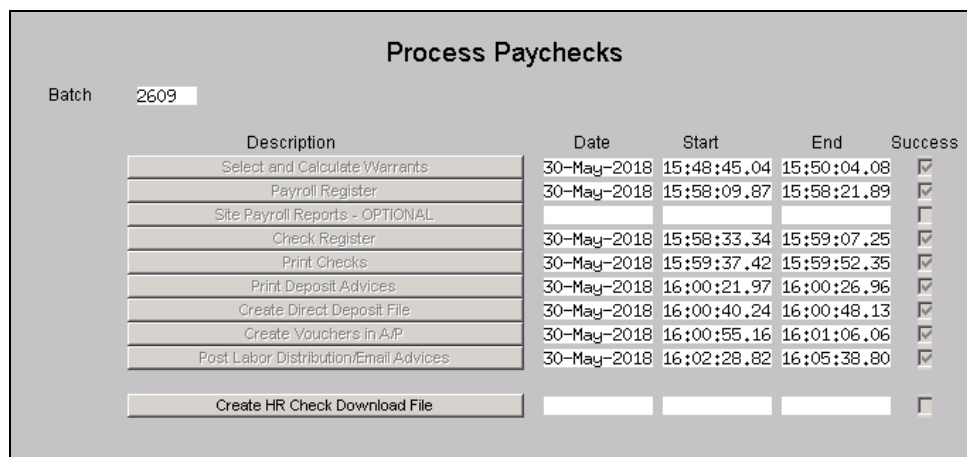 Process Paychecks
Batch 2609
Description Date Start End Success
Select and Calculate Warrants 30-May-2018 15:48:45.04 15:50:04.08
Payroll Register 30-May-2018 15:58:09.87 15:58:21.89
Site Payroll Reports - OPTIONAL
Check Register 30-May-2018 15:58:33.34 15:59:07.25
Print Checks 30-May-2018 15:59:37.42 15:59:52.35
Print Deposit Advices 30-May-2018 16:00:21.97 16:00:26.96
Create Direct Deposit File 30-May-2018 16:00:40.24 16:00:48.13
Create Vouchers in A/P 30-May-2018 16:00:55.16 16:01:06.06
Post Labor Distribution/Email Advices 30-May-2018 16:02:28.82 16:05:38.80
Create HR Check Download File